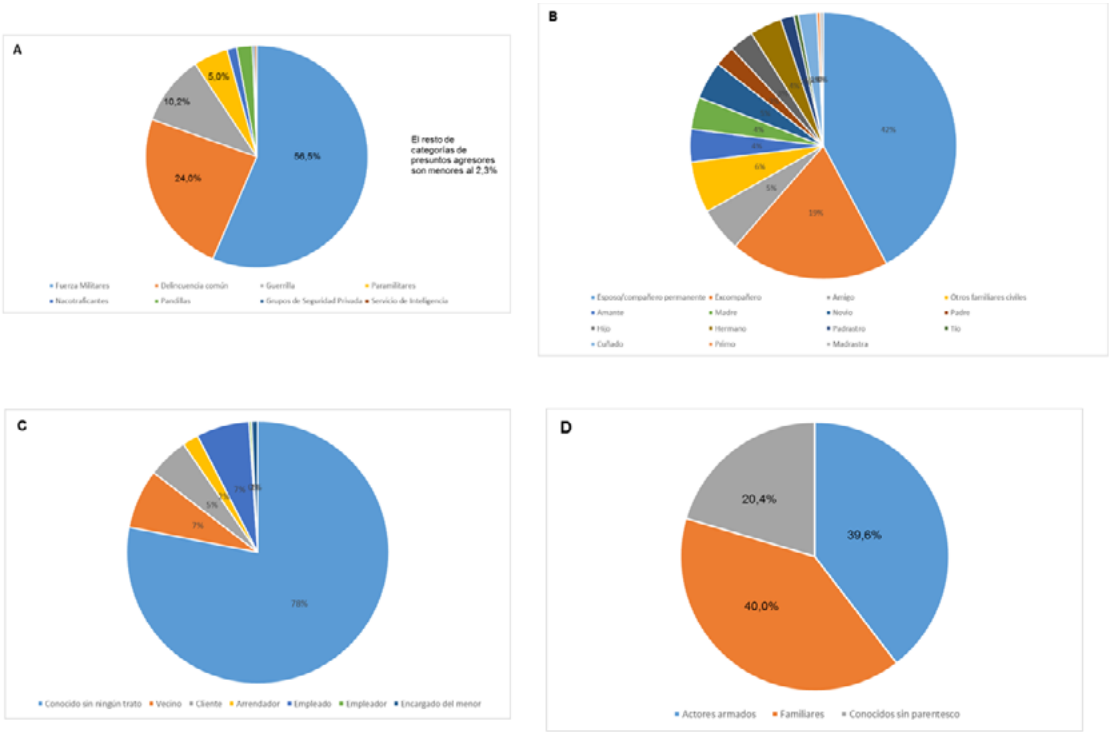 A
56,5%
24,0%
10,2%
5,0%
El resto de
categorías de
presuntos agresores
son menores al 2,3%
Fuerza Militares
Delincuencia común
Guerrilla
Paramilitares
Nacotraficantes
Pandillas
Grupos de Seguridad Privada
Servicio de Inteligencia
B
42%
19%
5%
6%
4%
4%
5%
Esposo/compañero permanente
Excompañero
Amigo
Otros familiares civiles
Amante
Madre
Novio
Padre
Hijo
Hermano
Padrastro
Tío
Cuñado
Primo
Madrastra
C
78%
7%
5%
2%
7%
Conocido sin ningún trato
Vecino
Cliente
Arrendador
Empleado
Empleador
Encargado del menor
D
39,6%
40,0%
20,4%
Actores armados
Familiares
Conocidos sin parentesco